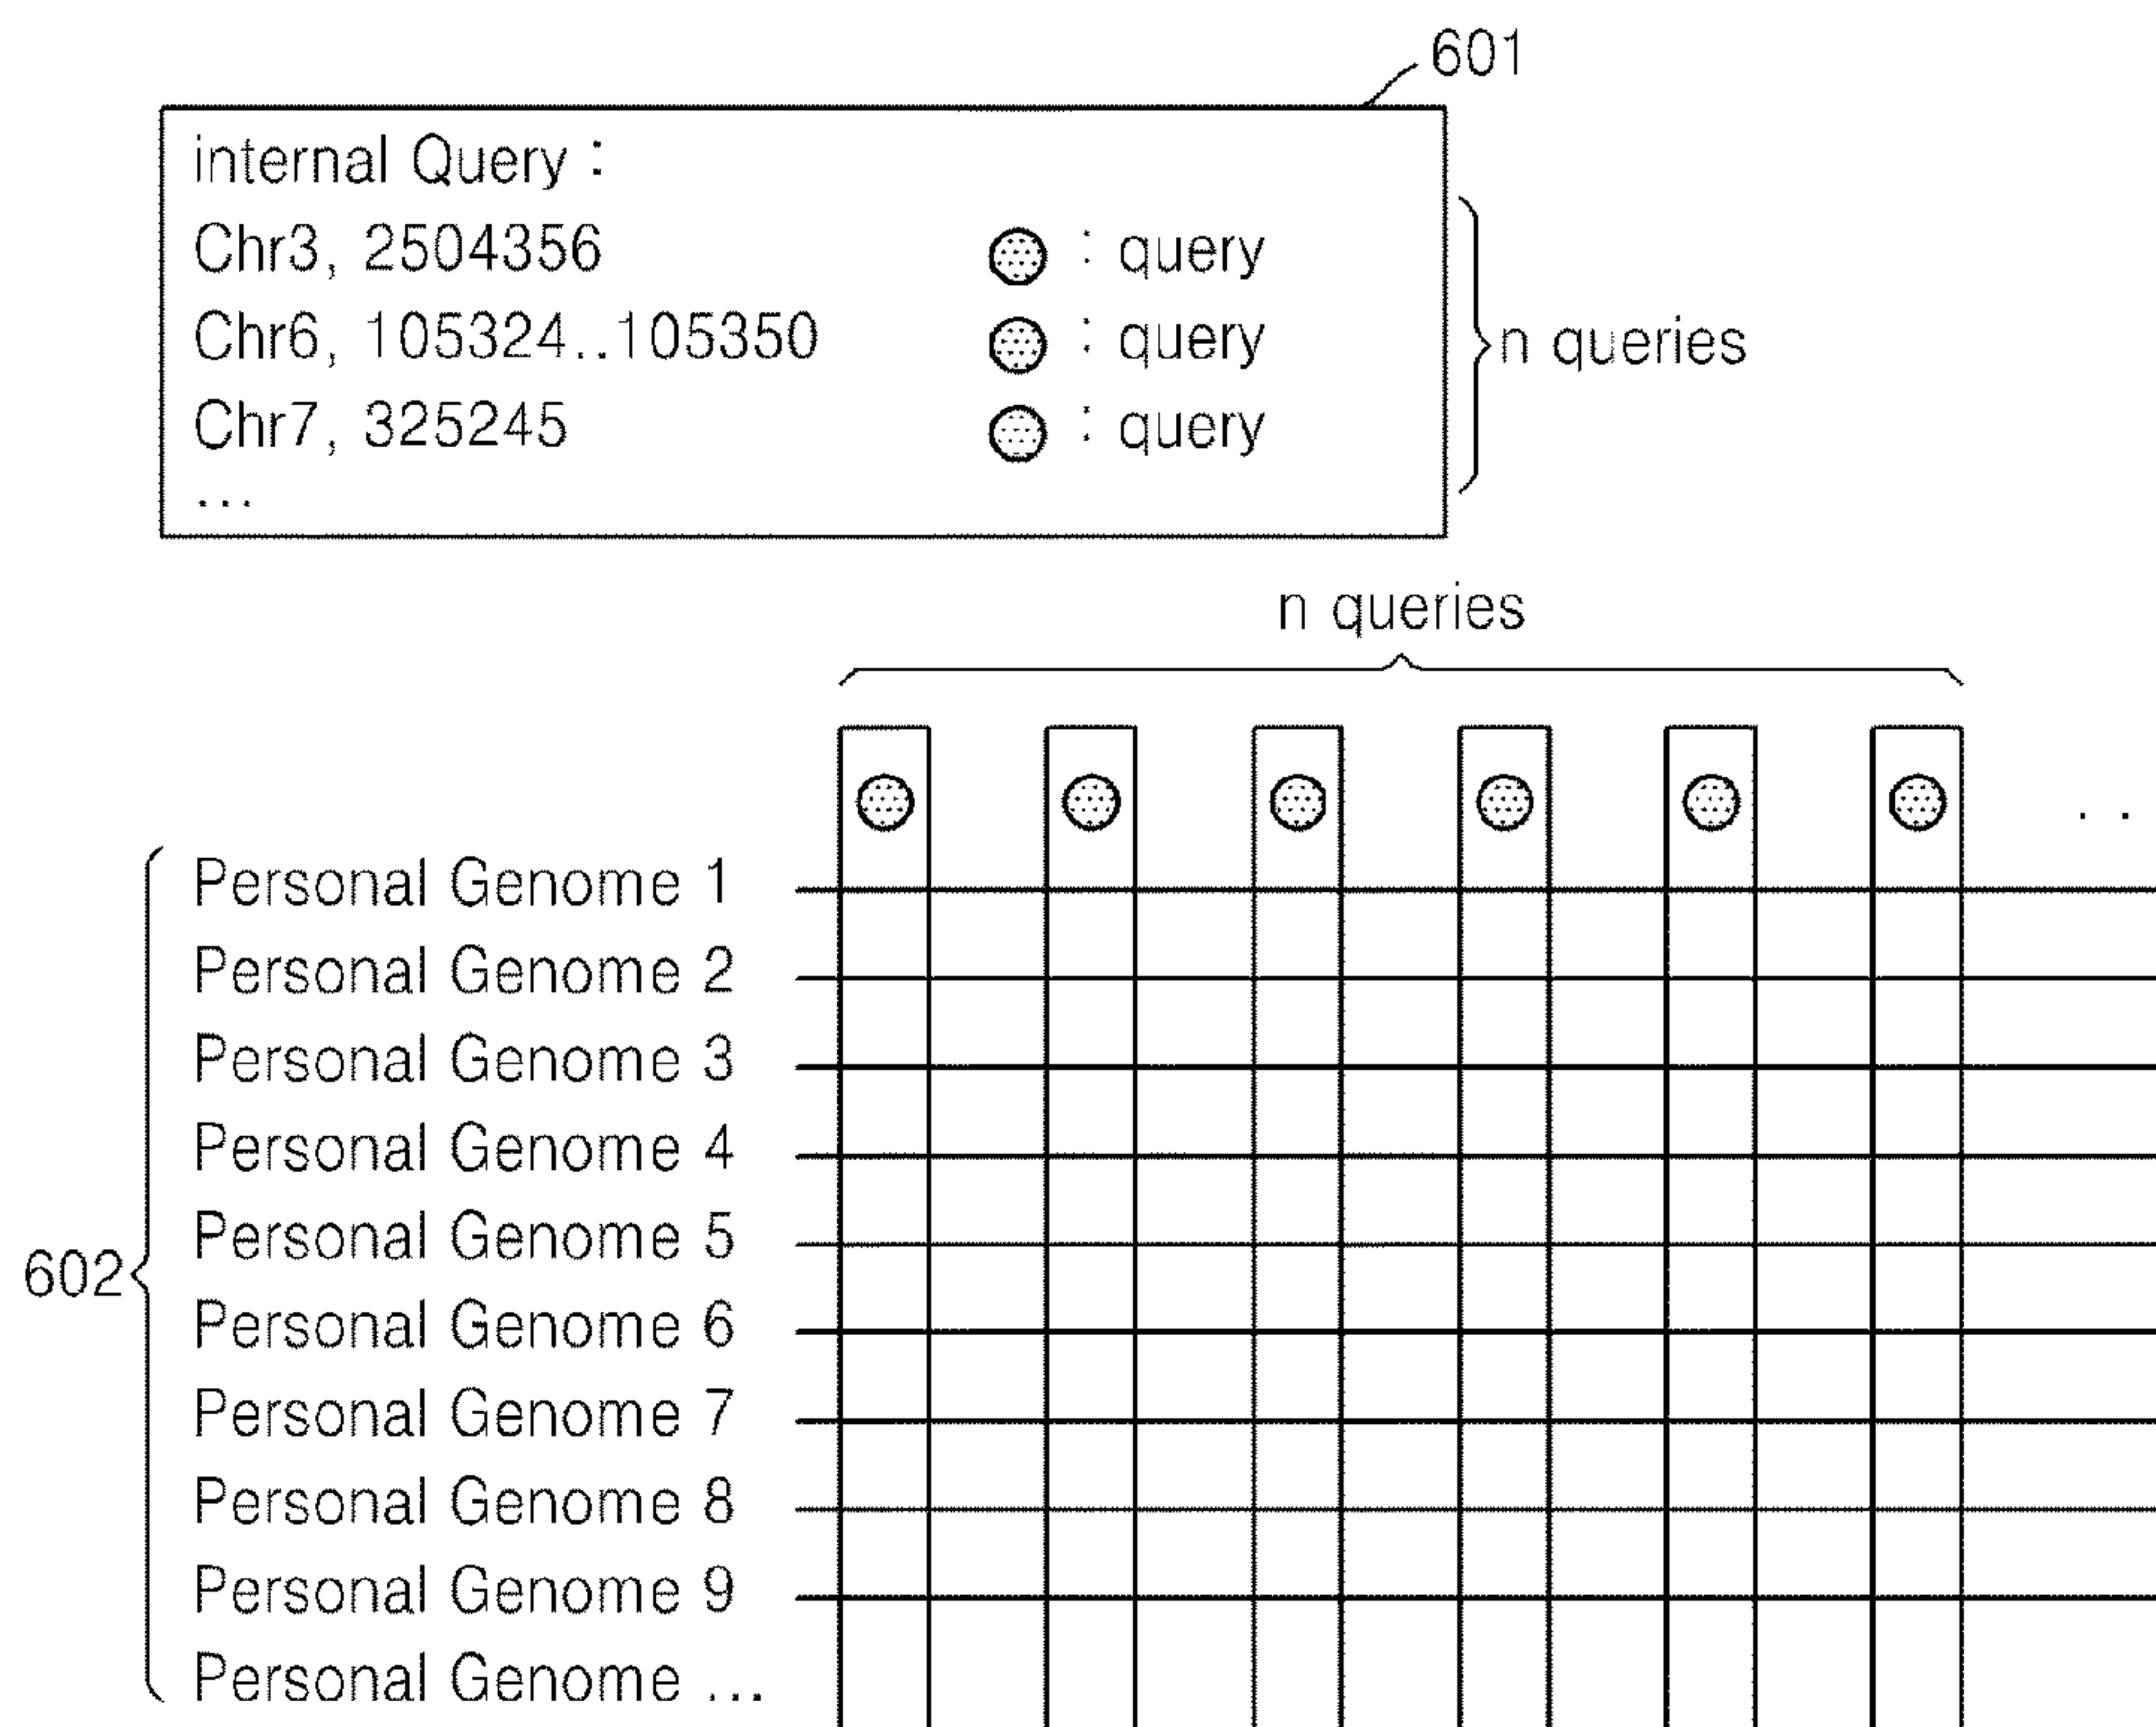 601
internal Query :
Chr3, 2504356 : query
Chr6, 105324..105350 : query
Chr7, 325245 : query
...
n queries
n queries
. .
Personal Genome 1
Personal Genome 2
Personal Genome 3
Personal Genome 4
Personal Genome 5
602
Personal Genome 6
Personal Genome 7
Personal Genome 8
Personal Genome 9
Personal Genome ...